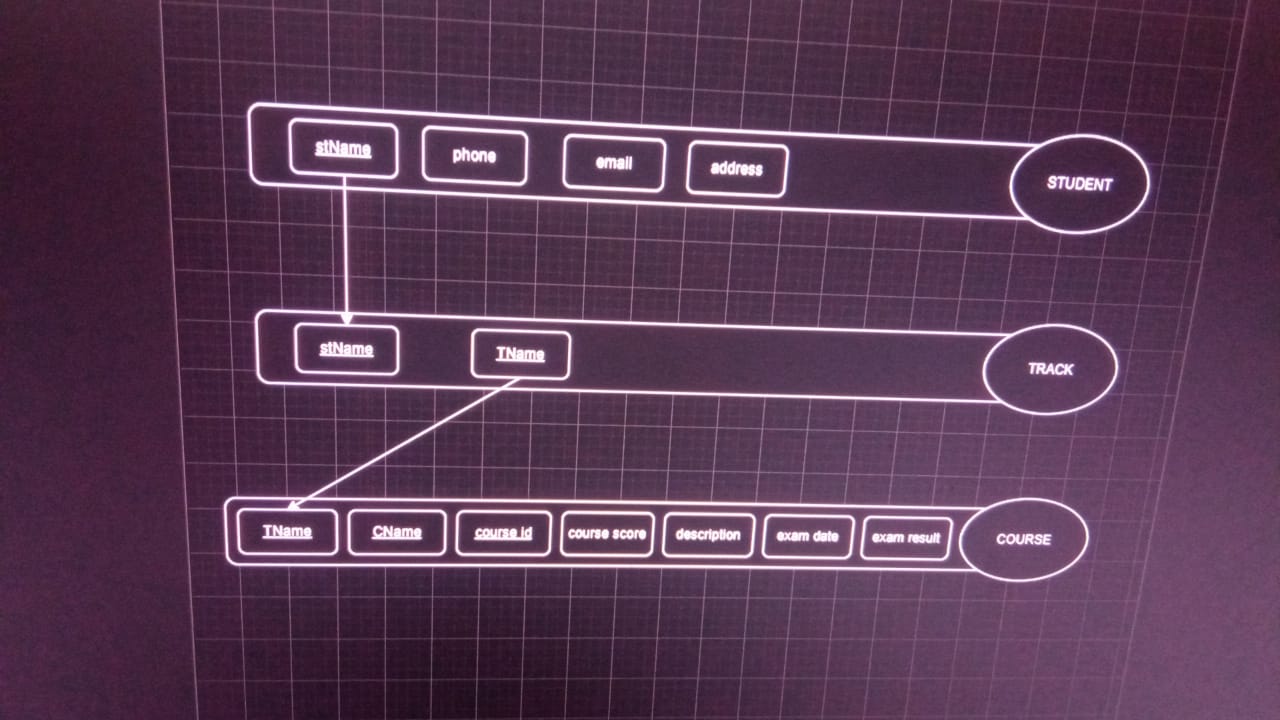 stName
phone
email
address
STUDENT
stName
TName
TRACK
TName
CName
course id
course score
description
exam date
exam result
COURSE